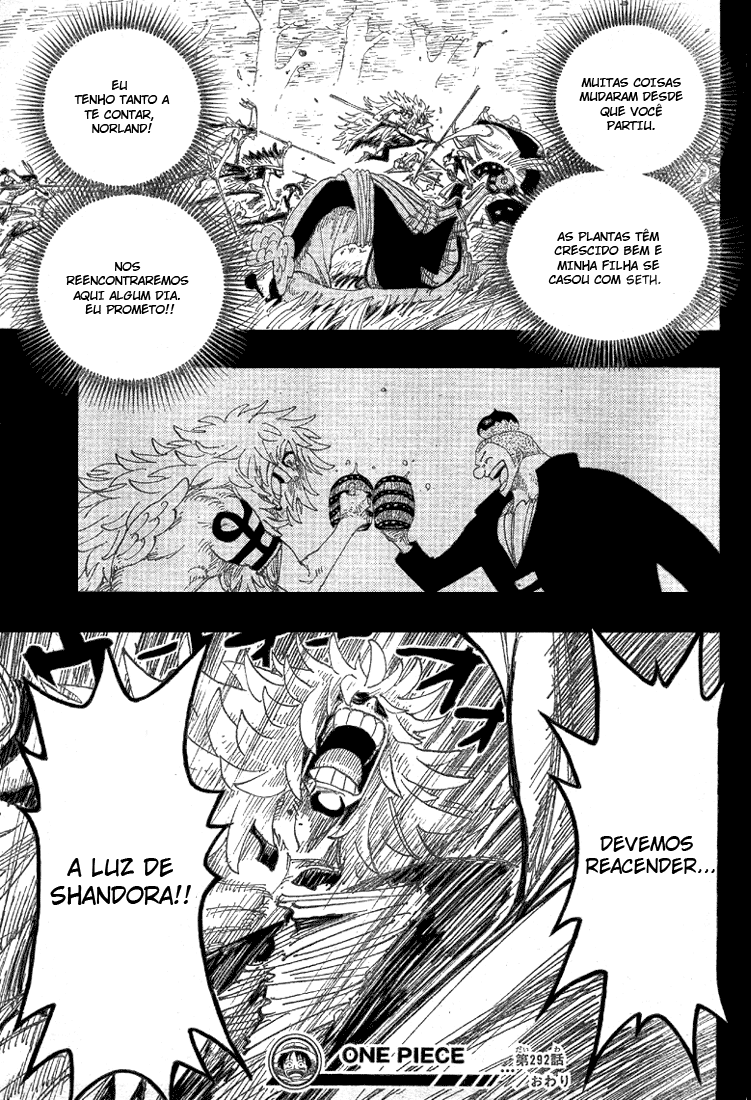 MUITAS COISAS
MUDARAM DESDE
QUE VOCÊ
PARTIU.
AS PLANTAS TÊM
CRESCIDO BEM E
MINHA FILHA SE
CASOU COM SETH.
EU
TENHO TANTO A
TE CONTAR,
NORLAND!
NOS
REENCONTRAREMOS
AQUI ALGUM DIA.
EU PROMETO!!
DEVEMOS
REACENDER...
A LUZ DE
SHANDORA!!
ONE PIECE
第292話
おわり